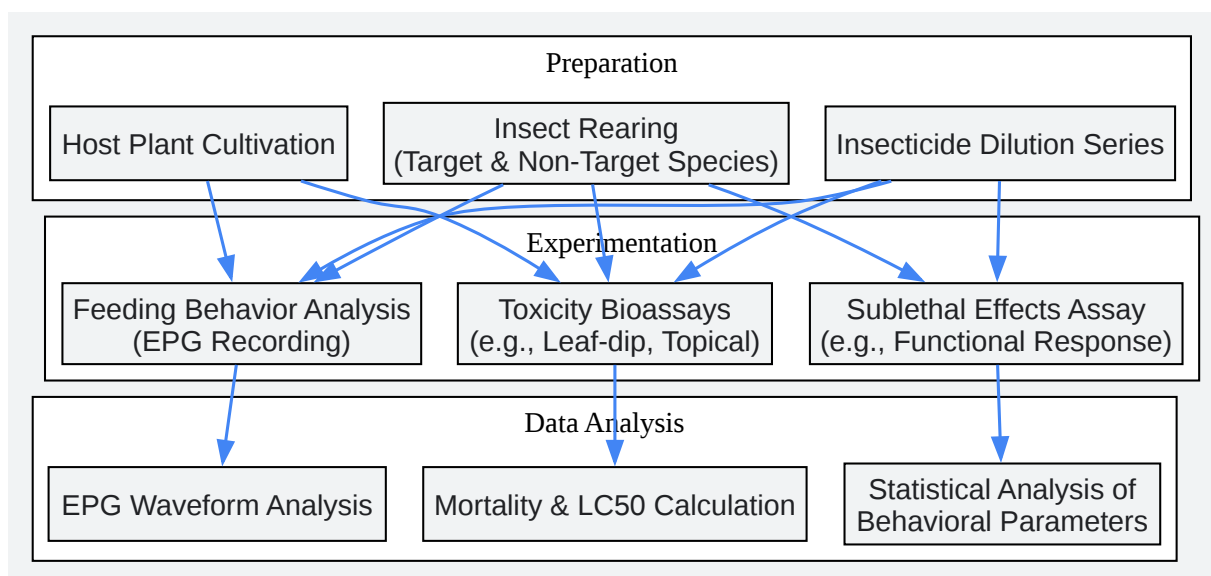 Preparation
Host Plant Cultivation
Insect Rearing
(Target & Non-Target Species)
Insecticide Dilution Series
Experimentation
Feeding Behavior Analysis
(EPG Recording)
Toxicity Bioassays
(e.g., Leaf-dip, Topical)
Sublethal Effects Assay
(e.g., Functional Response)
Data Analysis
EPG Waveform Analysis
Mortality & LC50 Calculation
Statistical Analysis of
Behavioral Parameters